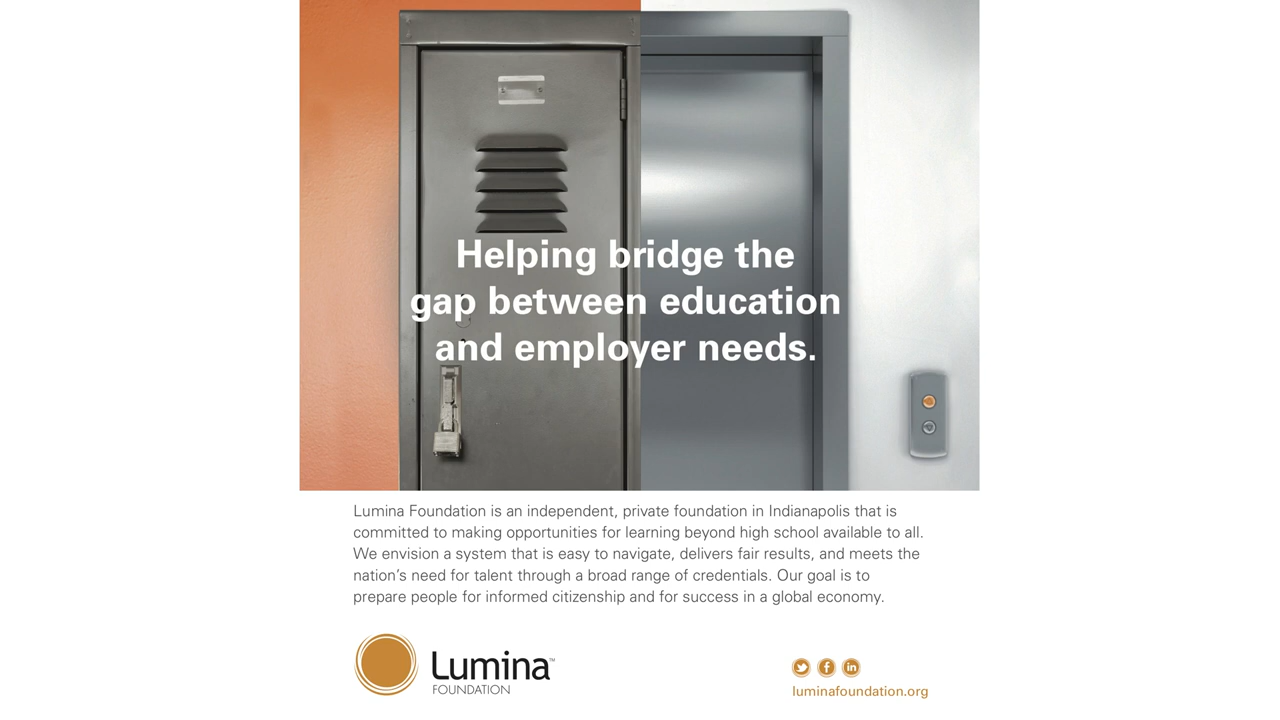 Helping bridge the
gap between education
and employer needs.
Lumina Foundation is an independent, private foundation in Indianapolis that is
committed to making opportunities for learning beyond high school available to all.
We envision a system that is easy to navigate, delivers fair results, and meets the
nation's need for talent through a broad range of credentials. Our goal is to
prepare people for informed citizenship and for success in a global economy.
Lumina™
FOUNDATION
luminafoundation.org